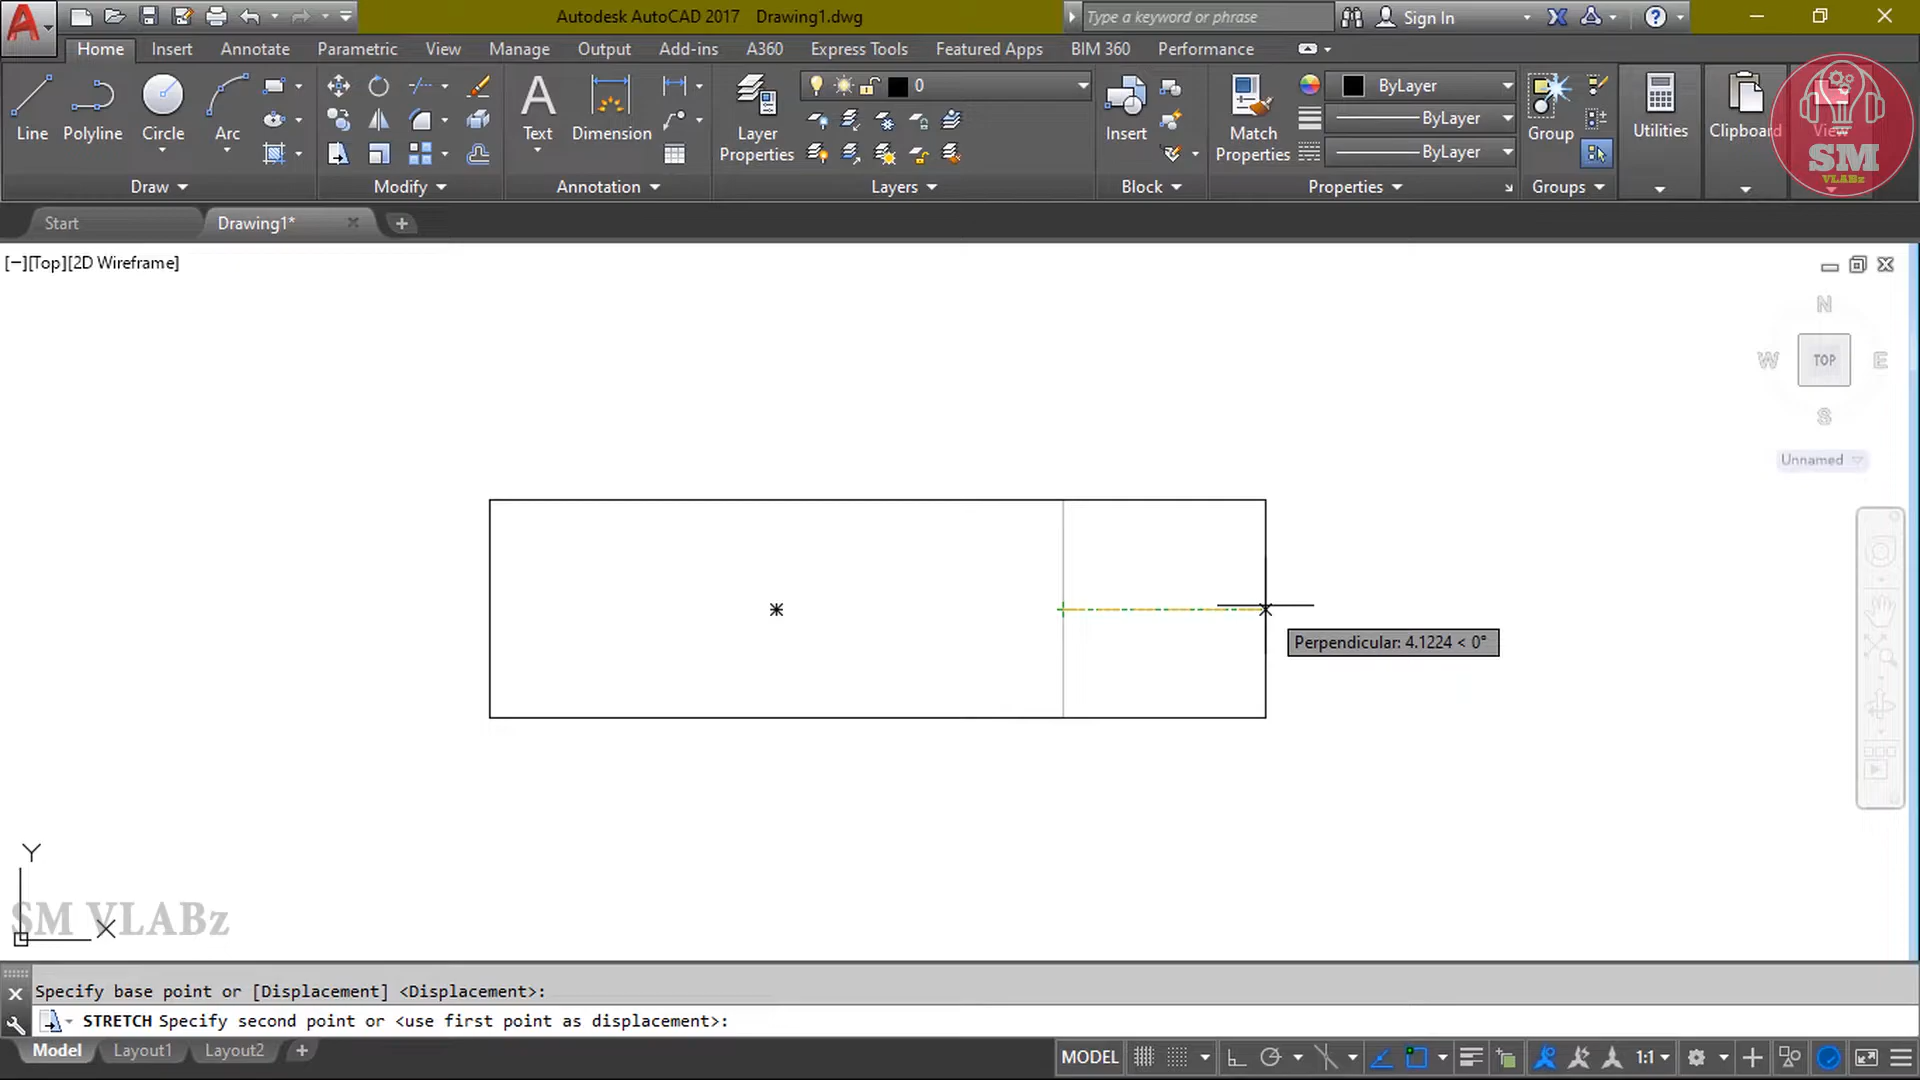 Autodesk AutoCAD 2017 Drawing1.dwg
Type a keyword or phrase
Sign In
Home Insert Annotate Parametric View Manage Output Add-ins A360 Express Tools Featured Apps BIM 360 Performance
0
ByLayer
ByLayer
ByLayer
Line Polyline Circle Arc
Text Dimension
Layer Properties
Insert
Match Properties
Group
Utilities
Clipboard
View
SM
VLABz
Draw Modify Annotation Layers Block Properties Groups
Start
Drawing1*
[−][Top][2D Wireframe]
N
W TOP E
S
Unnamed
Perpendicular: 4.1224 < 0°
Y
X
SM VLABz
Specify base point or [Displacement] <Displacement>:
STRETCH Specify second point or <use first point as displacement>:
Model Layout1 Layout2
MODEL
1:1